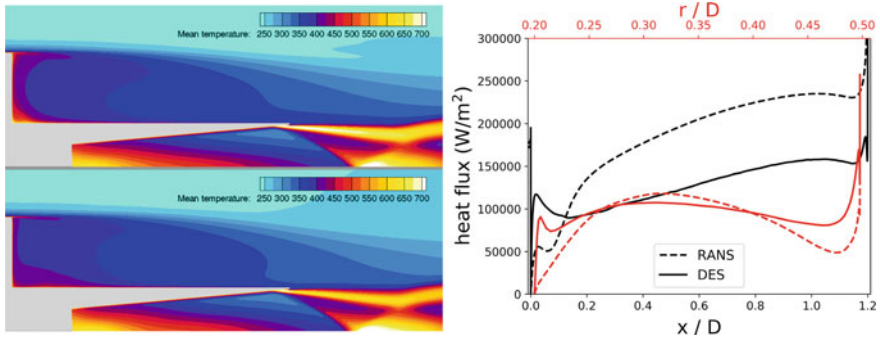 Mean temperature: 250 300 350 400 450 500 550 600 650 700
Mean temperature: 250 300 350 400 450 500 550 600 650 700
r / D
0.20 0.25 0.30 0.35 0.40 0.45 0.50
heat flux (W/m²)
300000
250000
200000
150000
100000
50000
0
RANS
DES
0.0 0.2 0.4 0.6 0.8 1.0 1.2
x / D